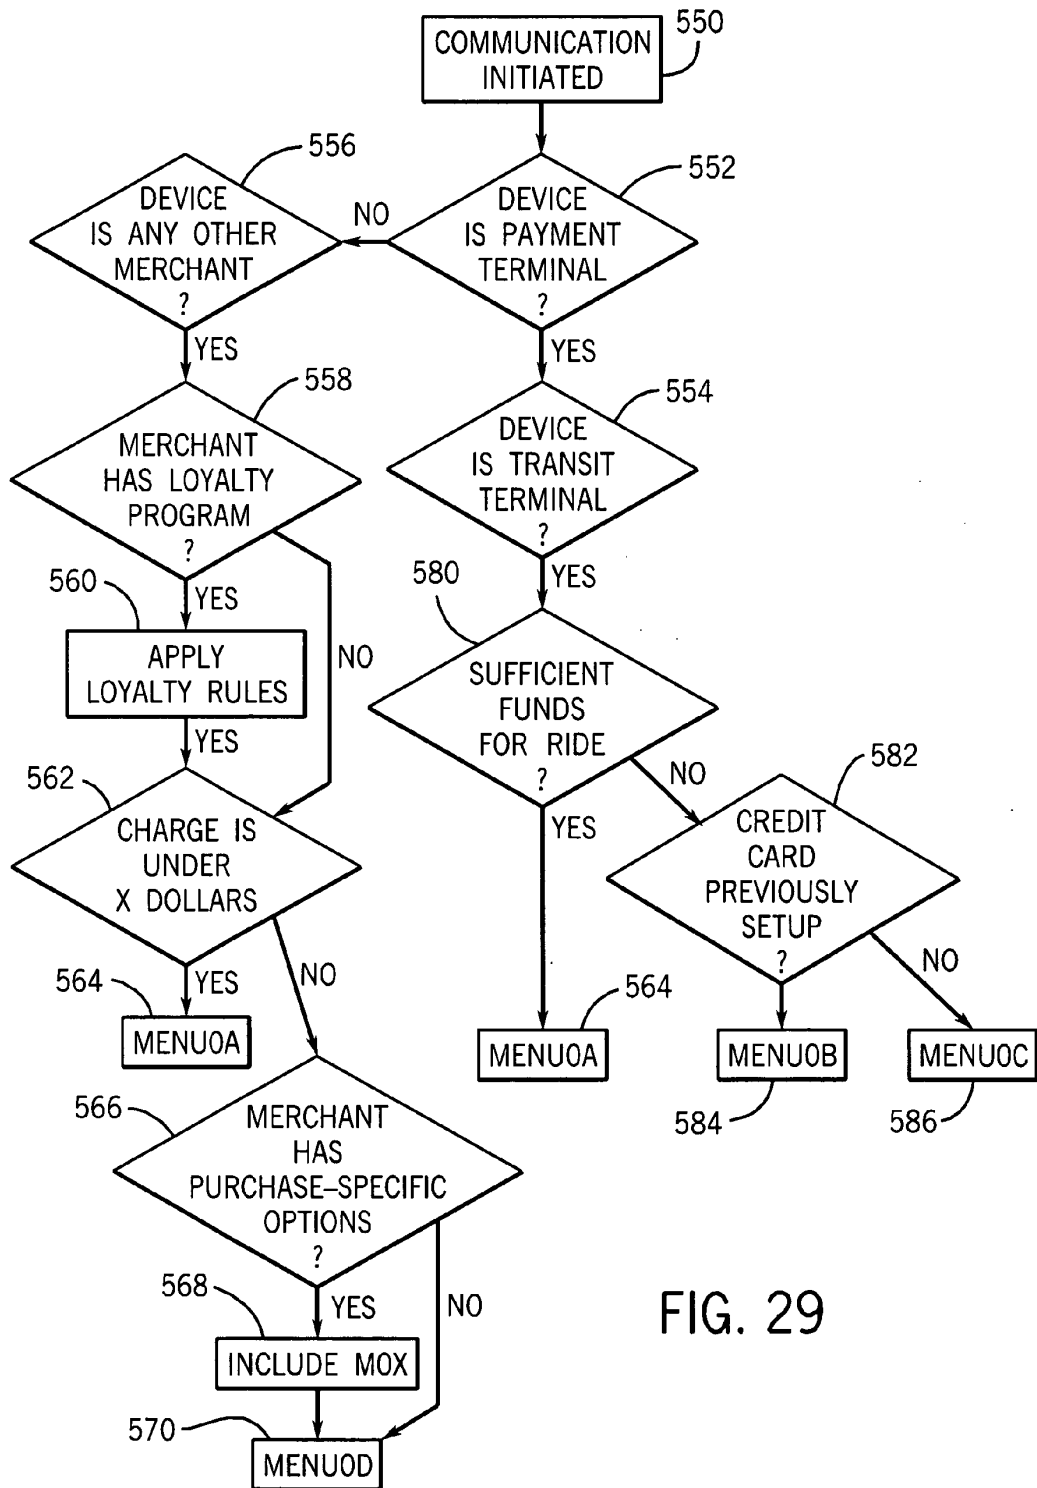 550
COMMUNICATION
INITIATED
556
DEVICE
IS ANY OTHER
MERCHANT
?
NO
552
DEVICE
IS PAYMENT
TERMINAL
?
YES
YES
558
MERCHANT
HAS LOYALTY
PROGRAM
?
554
DEVICE
IS TRANSIT
TERMINAL
?
YES
YES
560
APPLY
LOYALTY RULES
NO
YES
580
SUFFICIENT
FUNDS
FOR RIDE
?
NO
YES
562
CHARGE IS
UNDER
X DOLLARS
YES
NO
582
CREDIT
CARD
PREVIOUSLY
SETUP
?
NO
564
MENU0A
564
MENU0A
MENU0B
584
MENU0C
586
566
MERCHANT
HAS
PURCHASE–SPECIFIC
OPTIONS
?
YES
NO
568
INCLUDE MOX
570
MENU0D
FIG. 29